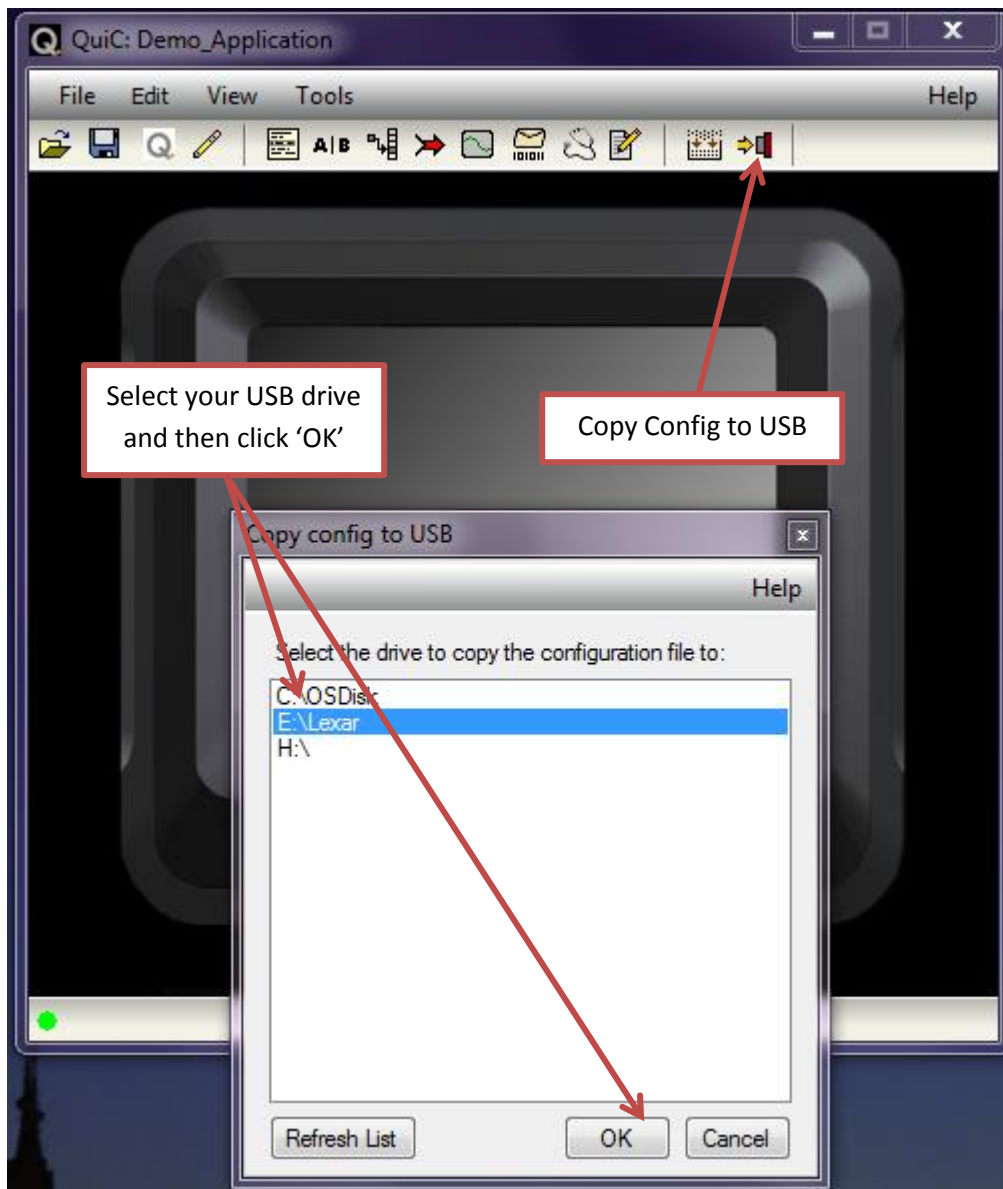 QuiC: Demo_Application
File Edit View Tools Help
Q A|B 101011
Select your USB drive
and then click ‘OK’
Copy Config to USB
Copy config to USB
Help
Select the drive to copy the configuration file to:
C:\OSDisk
E:\Lexar
H:\
Refresh List OK Cancel